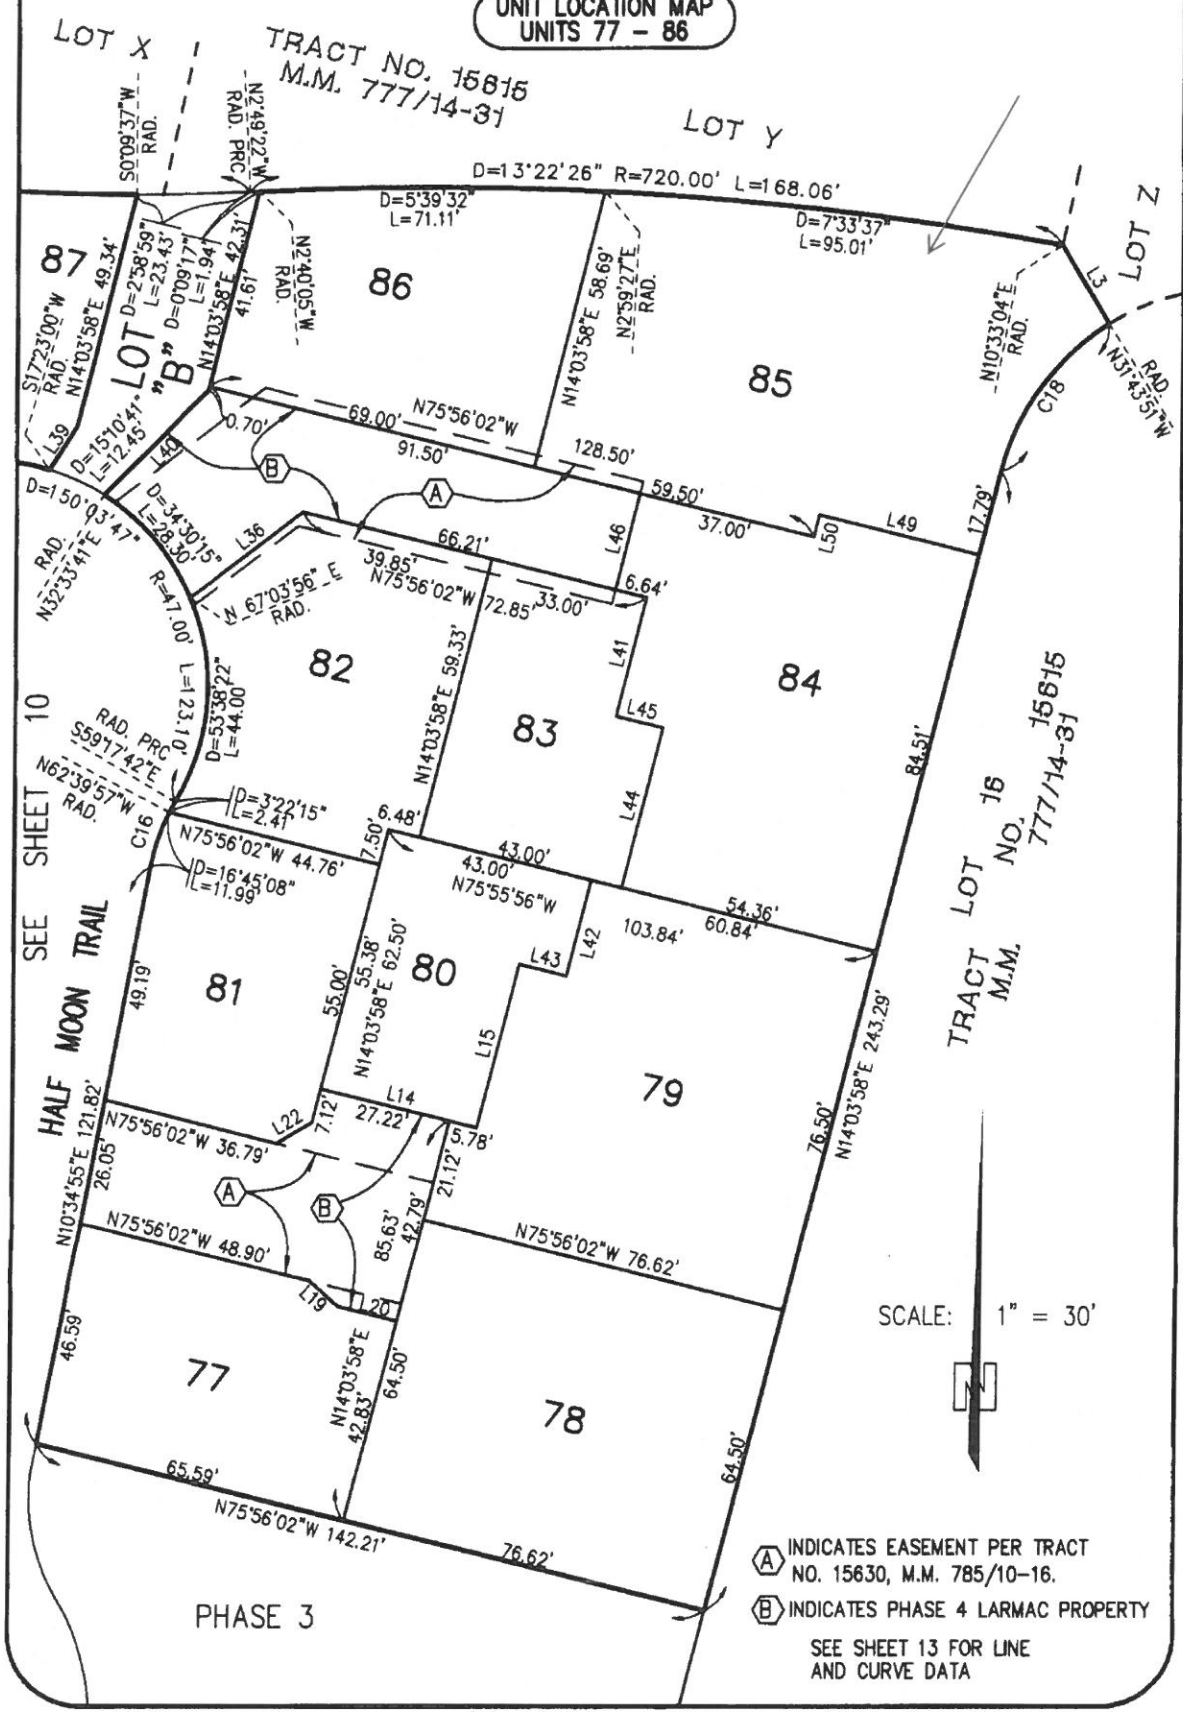 UNIT LOCATION MAP
UNITS 77 - 86
LOT X
TRACT NO. 15615
M.M. 777/14-31
LOT Y
LOT Z
S0°09'37"W
RAD.
N2°49'22"W
RAD. PRC
D=13°22'26" R=720.00' L=168.06'
D=5°39'32"
L=71.11'
D=7°33'37"
L=95.01'
87
N14°03'58"E 49.34'
LOT
"B"
D=2°58'59"
L=23.43'
D=0°09'17"
L=1.94'
N14°03'58"E 42.31'
41.61'
N2°40'05"W
RAD.
86
N14°03'58"E 58.69'
N2°59'27"E
RAD.
85
N10°33'04"E
RAD.
L3
C18
RAD.
N31°43'51"W
S17°23'00"W
RAD.
L39
D=15°10'41"
L=12.45'
L40
0.70'
69.00'
N75°56'02"W
91.50'
128.50'
59.50'
37.00'
L50
L49
17.79'
B
A
D=150°03'47"
D=34°30'15"
L=28.30'
L36
66.21'
39.85'
N75°56'02"W
72.85'
33.00'
L46
6.64'
RAD.
N32°33'41"E
R=47.00'
L=123.10'
N 67°03'56" E
RAD.
82
N14°03'58"E 59.33'
L41
L45
83
84
L44
84.51'
TRACT LOT 16
NO. 15615
M.M. 777/14-31
SEE SHEET 10
D=53°38'22"
L=44.00'
RAD. PRC
S59°17'42"E
N62°39'57"W
RAD.
C16
D=3°22'15"
L=2.41'
N75°56'02"W 44.76'
D=16°45'08"
L=11.99'
7.50'
6.48'
43.00'
43.00'
N75°55'56"W
54.36'
103.84'
60.84'
L42
L43
HALF MOON TRAIL
49.19'
81
55.00'
55.38'
N14°03'58"E 62.50'
80
L15
79
76.50'
N14°03'58"E 243.29'
N10°34'55"E 121.82'
26.05'
N75°56'02"W 36.79'
L22
7.12'
L14
27.22'
5.78'
21.12'
A
B
85.63'
42.79'
N75°56'02"W 48.90'
N75°56'02"W 76.62'
L19
L20
46.59'
77
N14°03'58"E
42.83'
64.50'
78
64.50'
SCALE: 1" = 30'
N
65.59'
N75°56'02"W 142.21'
76.62'
PHASE 3
A INDICATES EASEMENT PER TRACT
NO. 15630, M.M. 785/10-16.
B INDICATES PHASE 4 LARMAC PROPERTY
SEE SHEET 13 FOR LINE
AND CURVE DATA